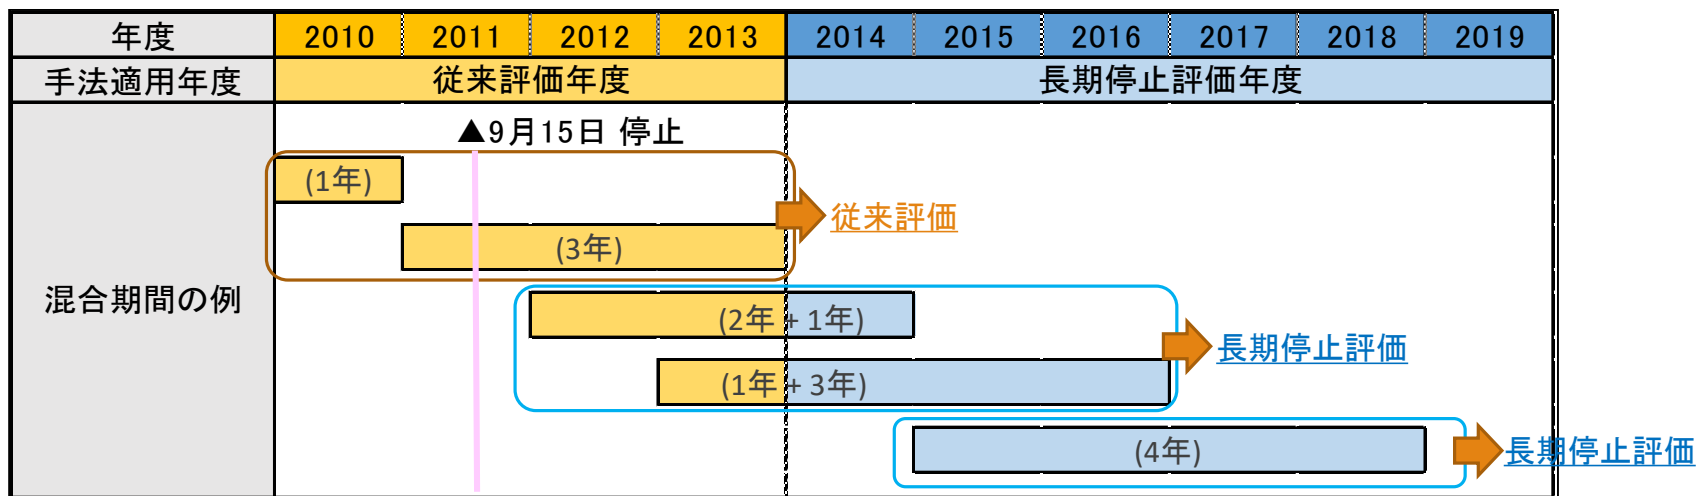 年度 2010 2011 2012 2013 2014 2015 2016 2017 2018 2019
手法適用年度 従来評価年度 長期停止評価年度
▲9月15日 停止
(1年)
従来評価
(3年)
混合期間の例
(2年 + 1年)
長期停止評価
(1年 + 3年)
(4年)
長期停止評価